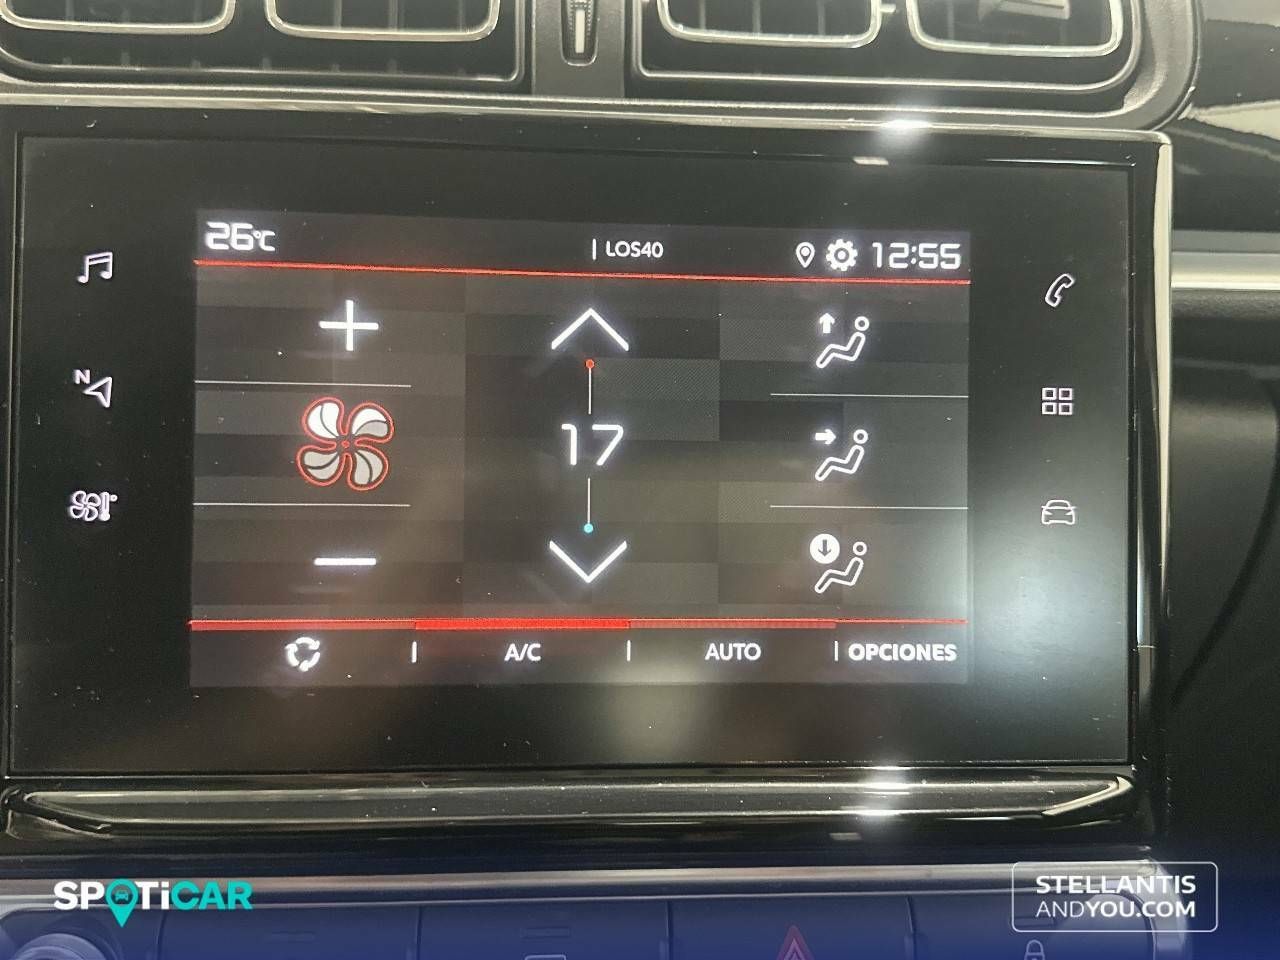 26°C
LOS40
12:55
N
17
A/C
AUTO
OPCIONES
SPOTiCAR
STELLANTIS
ANDYOU.COM